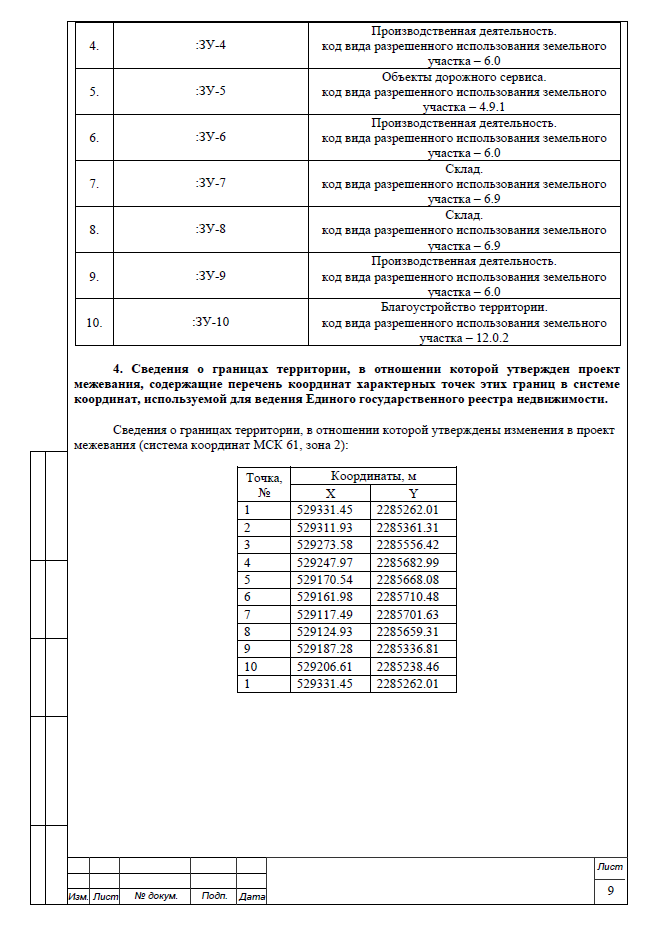 4. :ЗУ-4 Производственная деятельность.
код вида разрешенного использования земельного
участка – 6.0
5. :ЗУ-5 Объекты дорожного сервиса.
код вида разрешенного использования земельного
участка – 4.9.1
6. :ЗУ-6 Производственная деятельность.
код вида разрешенного использования земельного
участка – 6.0
7. :ЗУ-7 Склад.
код вида разрешенного использования земельного
участка – 6.9
8. :ЗУ-8 Склад.
код вида разрешенного использования земельного
участка – 6.9
9. :ЗУ-9 Производственная деятельность.
код вида разрешенного использования земельного
участка – 6.0
10. :ЗУ-10 Благоустройство территории.
код вида разрешенного использования земельного
участка – 12.0.2
4. Сведения о границах территории, в отношении которой утвержден проект
межевания, содержащие перечень координат характерных точек этих границ в системе
координат, используемой для ведения Единого государственного реестра недвижимости.
Сведения о границах территории, в отношении которой утверждены изменения в проект
межевания (система координат МСК 61, зона 2):
Точка, № Координаты, м
X Y
1 529331.45 2285262.01
2 529311.93 2285361.31
3 529273.58 2285556.42
4 529247.97 2285682.99
5 529170.54 2285668.08
6 529161.98 2285710.48
7 529117.49 2285701.63
8 529124.93 2285659.31
9 529187.28 2285336.81
10 529206.61 2285238.46
1 529331.45 2285262.01
Изм. Лист № докум. Подп. Дата
Лист
9